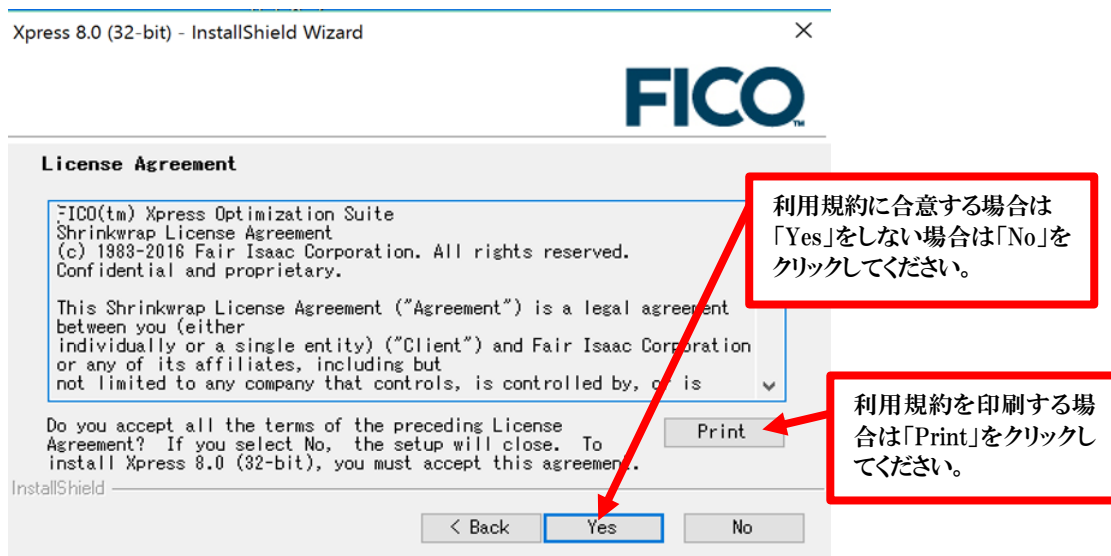 Xpress 8.0 (32-bit) - InstallShield Wizard
FICO
License Agreement
FICO(tm) Xpress Optimization Suite
Shrinkwrap License Agreement
(c) 1983-2016 Fair Isaac Corporation. All rights reserved.
Confidential and proprietary.
This Shrinkwrap License Agreement ("Agreement") is a legal agreement
between you (either
individually or a single entity) ("Client") and Fair Isaac Corporation
or any of its affiliates, including but
not limited to any company that controls, is controlled by, or is
利用規約に合意する場合は
「Yes」をしない場合は「No」を
クリックしてください。
Do you accept all the terms of the preceding License
Agreement? If you select No, the setup will close. To
install Xpress 8.0 (32-bit), you must accept this agreement.
Print
利用規約を印刷する場
合は「Print」をクリックし
てください。
InstallShield
< Back
Yes
No